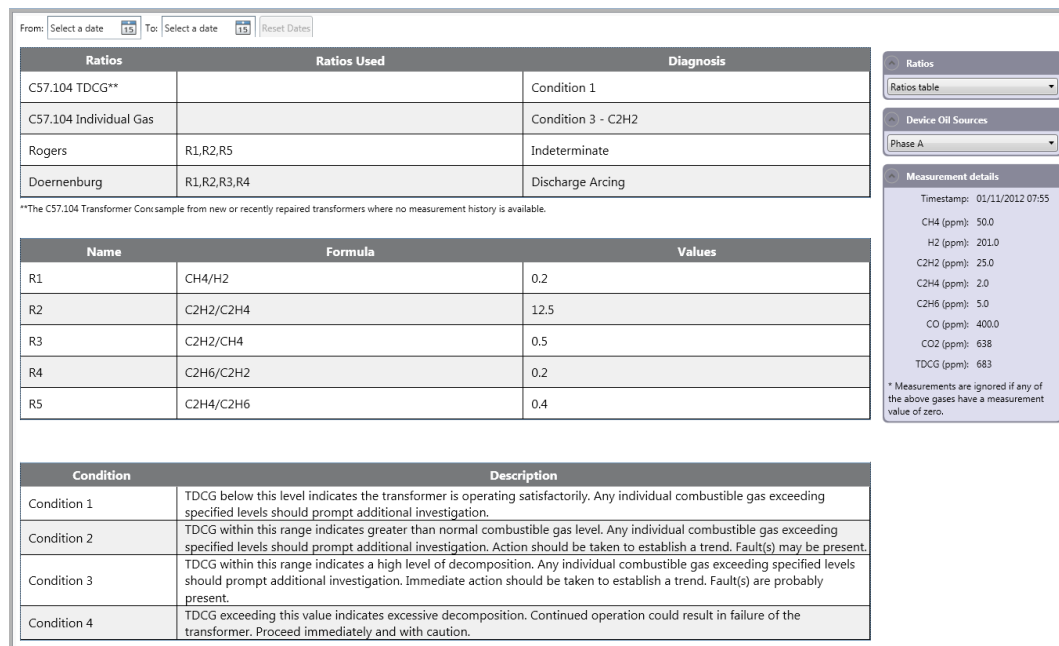 From: Select a date 15 To: Select a date 15 Reset Dates
Ratios Ratios Used Diagnosis
C57.104 TDCG** Condition 1
C57.104 Individual Gas Condition 3 - C2H2
Rogers R1,R2,R5 Indeterminate
Doernenburg R1,R2,R3,R4 Discharge Arcing
**The C57.104 Transformer Con sample from new or recently repaired transformers where no measurement history is available.
Name Formula Values
R1 CH4/H2 0.2
R2 C2H2/C2H4 12.5
R3 C2H2/CH4 0.5
R4 C2H6/C2H2 0.2
R5 C2H4/C2H6 0.4
Condition Description
Condition 1 TDCG below this level indicates the transformer is operating satisfactorily. Any individual combustible gas exceeding
specified levels should prompt additional investigation.
Condition 2 TDCG within this range indicates greater than normal combustible gas level. Any individual combustible gas exceeding
specified levels should prompt additional investigation. Action should be taken to establish a trend. Fault(s) may be present.
Condition 3 TDCG within this range indicates a high level of decomposition. Any individual combustible gas exceeding specified levels
should prompt additional investigation. Immediate action should be taken to establish a trend. Fault(s) are probably
present.
Condition 4 TDCG exceeding this value indicates excessive decomposition. Continued operation could result in failure of the
transformer. Proceed immediately and with caution.
Ratios
Ratios table
Device Oil Sources
Phase A
Measurement details
Timestamp: 01/11/2012 07:55
CH4 (ppm): 50.0
H2 (ppm): 201.0
C2H2 (ppm): 25.0
C2H4 (ppm): 2.0
C2H6 (ppm): 5.0
CO (ppm): 400.0
CO2 (ppm): 638
TDCG (ppm): 683
* Measurements are ignored if any of
the above gases have a measurement
value of zero.